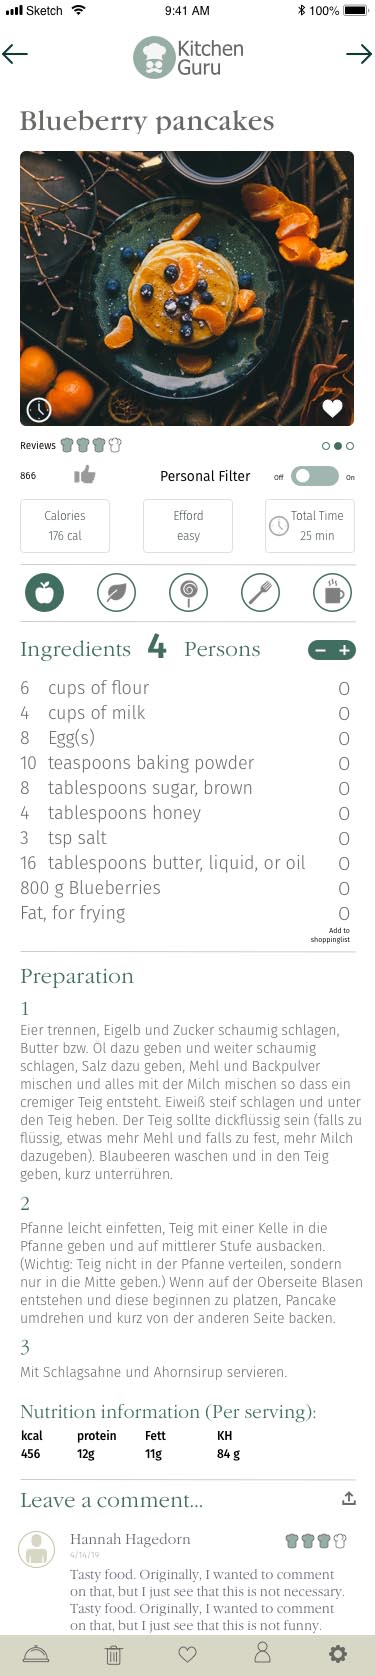 Sketch 9:41 AM 100%
Kitchen
Guru
Blueberry pancakes
Reviews
866 Personal Filter Off On
Calories Efford Total Time
176 cal easy 25 min
Ingredients 4 Persons − +
6 cups of flour 0
4 cups of milk 0
8 Egg(s) 0
10 teaspoons baking powder 0
8 tablespoons sugar, brown 0
4 tablespoons honey 0
3 tsp salt 0
16 tablespoons butter, liquid, or oil 0
800 g Blueberries 0
Fat, for frying 0
Add to
shoppinglist
Preparation
1
Eier trennen, Eigelb und Zucker schaumig schlagen,
Butter bzw. Öl dazu geben und weiter schaumig
schlagen, Salz dazu geben, Mehl und Backpulver
mischen und alles mit der Milch mischen so dass ein
cremiger Teig entsteht. Eiweiß steif schlagen und unter
den Teig heben. Der Teig sollte dickflüssig sein (falls zu
flüssig, etwas mehr Mehl und falls zu fest, mehr Milch
dazugeben). Blaubeeren waschen und in den Teig
geben, kurz unterrühren.
2
Pfanne leicht einfetten, Teig mit einer Kelle in die
Pfanne geben und auf mittlerer Stufe ausbacken.
(Wichtig: Teig nicht in der Pfanne verteilen, sondern
nur in die Mitte geben.) Wenn auf der Oberseite Blasen
entstehen und diese beginnen zu platzen, Pancake
umdrehen und kurz von der anderen Seite backen.
3
Mit Schlagsahne und Ahornsirup servieren.
Nutrition information (Per serving):
kcal protein Fett KH
456 12g 11g 84 g
Leave a comment...
Hannah Hagedorn
4/14/19
Tasty food. Originally, I wanted to comment
on that, but I just see that this is not necessary.
Tasty food. Originally, I wanted to comment
on that, but I just see that this is not funny.